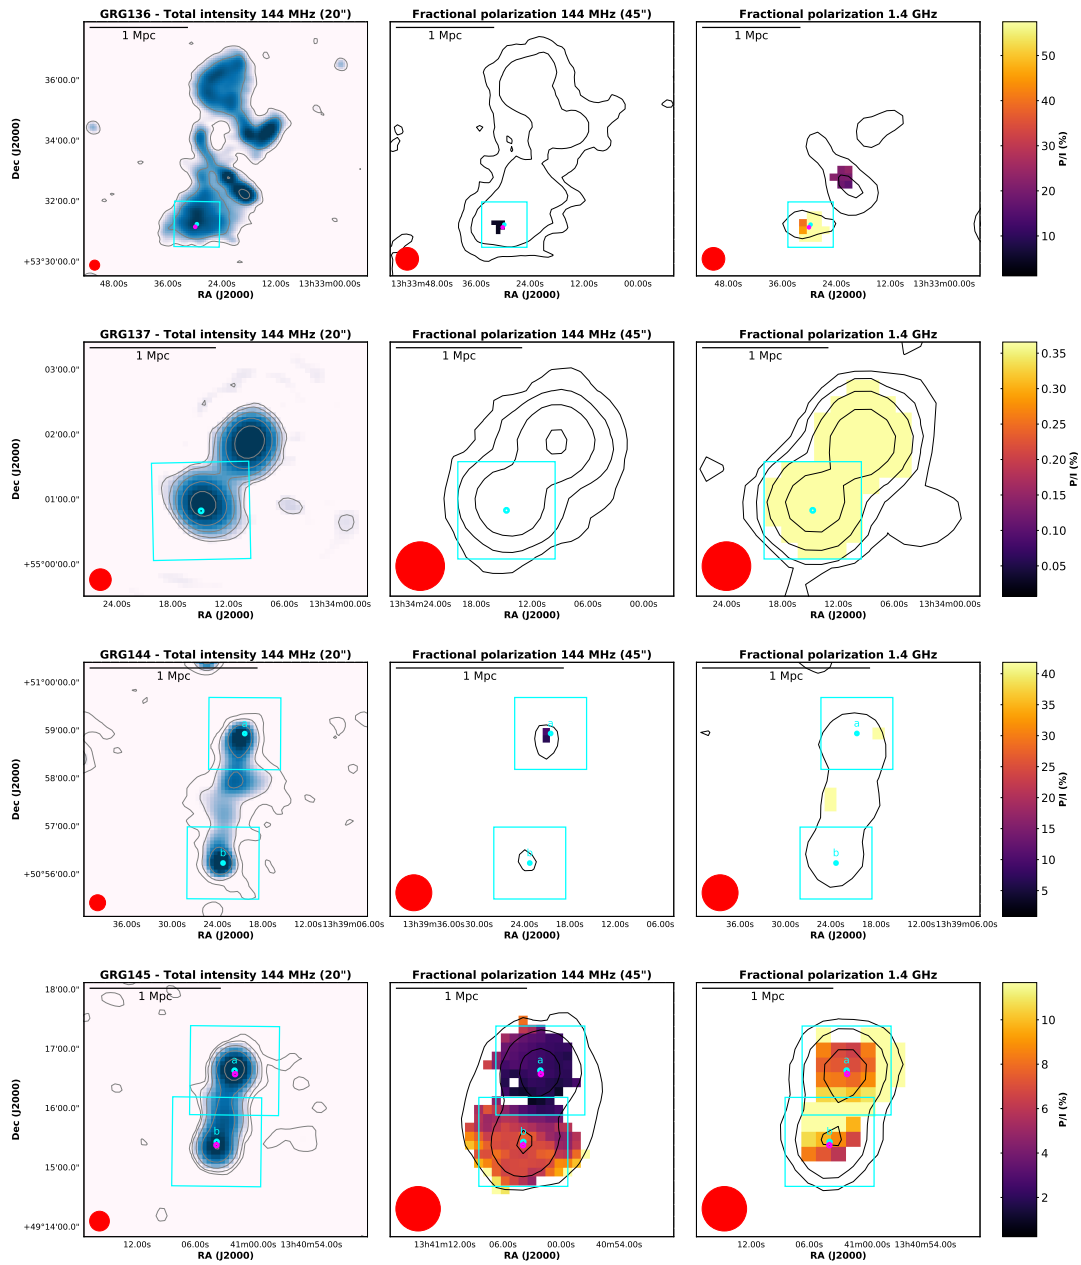 GRG136 - Total intensity 144 MHz (20")
Fractional polarization 144 MHz (45")
Fractional polarization 1.4 GHz
1 Mpc
1 Mpc
1 Mpc
Dec (J2000)
36'00.0"
34'00.0"
32'00.0"
+53°30'00.0"
50
40
30
20
10
P/I (%)
48.00s 36.00s 24.00s 12.00s 13h33m00.00s
13h33m48.00s 36.00s 24.00s 12.00s 00.00s
48.00s 36.00s 24.00s 12.00s 13h33m00.00s
RA (J2000)
RA (J2000)
RA (J2000)
GRG137 - Total intensity 144 MHz (20")
Fractional polarization 144 MHz (45")
Fractional polarization 1.4 GHz
1 Mpc
1 Mpc
1 Mpc
Dec (J2000)
03'00.0"
02'00.0"
01'00.0"
+55°00'00.0"
0.35
0.30
0.25
0.20
0.15
0.10
0.05
P/I (%)
24.00s 18.00s 12.00s 06.00s 13h34m00.00s
13h34m24.00s 18.00s 12.00s 06.00s 00.00s
24.00s 18.00s 12.00s 06.00s 13h34m00.00s
RA (J2000)
RA (J2000)
RA (J2000)
GRG144 - Total intensity 144 MHz (20")
Fractional polarization 144 MHz (45")
Fractional polarization 1.4 GHz
1 Mpc
1 Mpc
1 Mpc
Dec (J2000)
+51°00'00.0"
59'00.0"
58'00.0"
57'00.0"
+50°56'00.0"
a
b
a
b
a
b
40
35
30
25
20
15
10
5
P/I (%)
36.00s 30.00s 24.00s 18.00s 12.00s 13h39m06.00s
13h39m36.00s 30.00s 24.00s 18.00s 12.00s 06.00s
36.00s 30.00s 24.00s 18.00s 12.00s 13h39m06.00s
RA (J2000)
RA (J2000)
RA (J2000)
GRG145 - Total intensity 144 MHz (20")
Fractional polarization 144 MHz (45")
Fractional polarization 1.4 GHz
1 Mpc
Dec (J2000)
18'00.0"
17'00.0"
16'00.0"
15'00.0"
+49°14'00.0"
a
b
a
b
a
b
10
8
6
4
2
P/I (%)
12.00s 06.00s 41m00.00s 13h40m54.00s
13h41m12.00s 06.00s 00.00s 40m54.00s
12.00s 06.00s 41m00.00s 13h40m54.00s
RA (J2000)
RA (J2000)
RA (J2000)